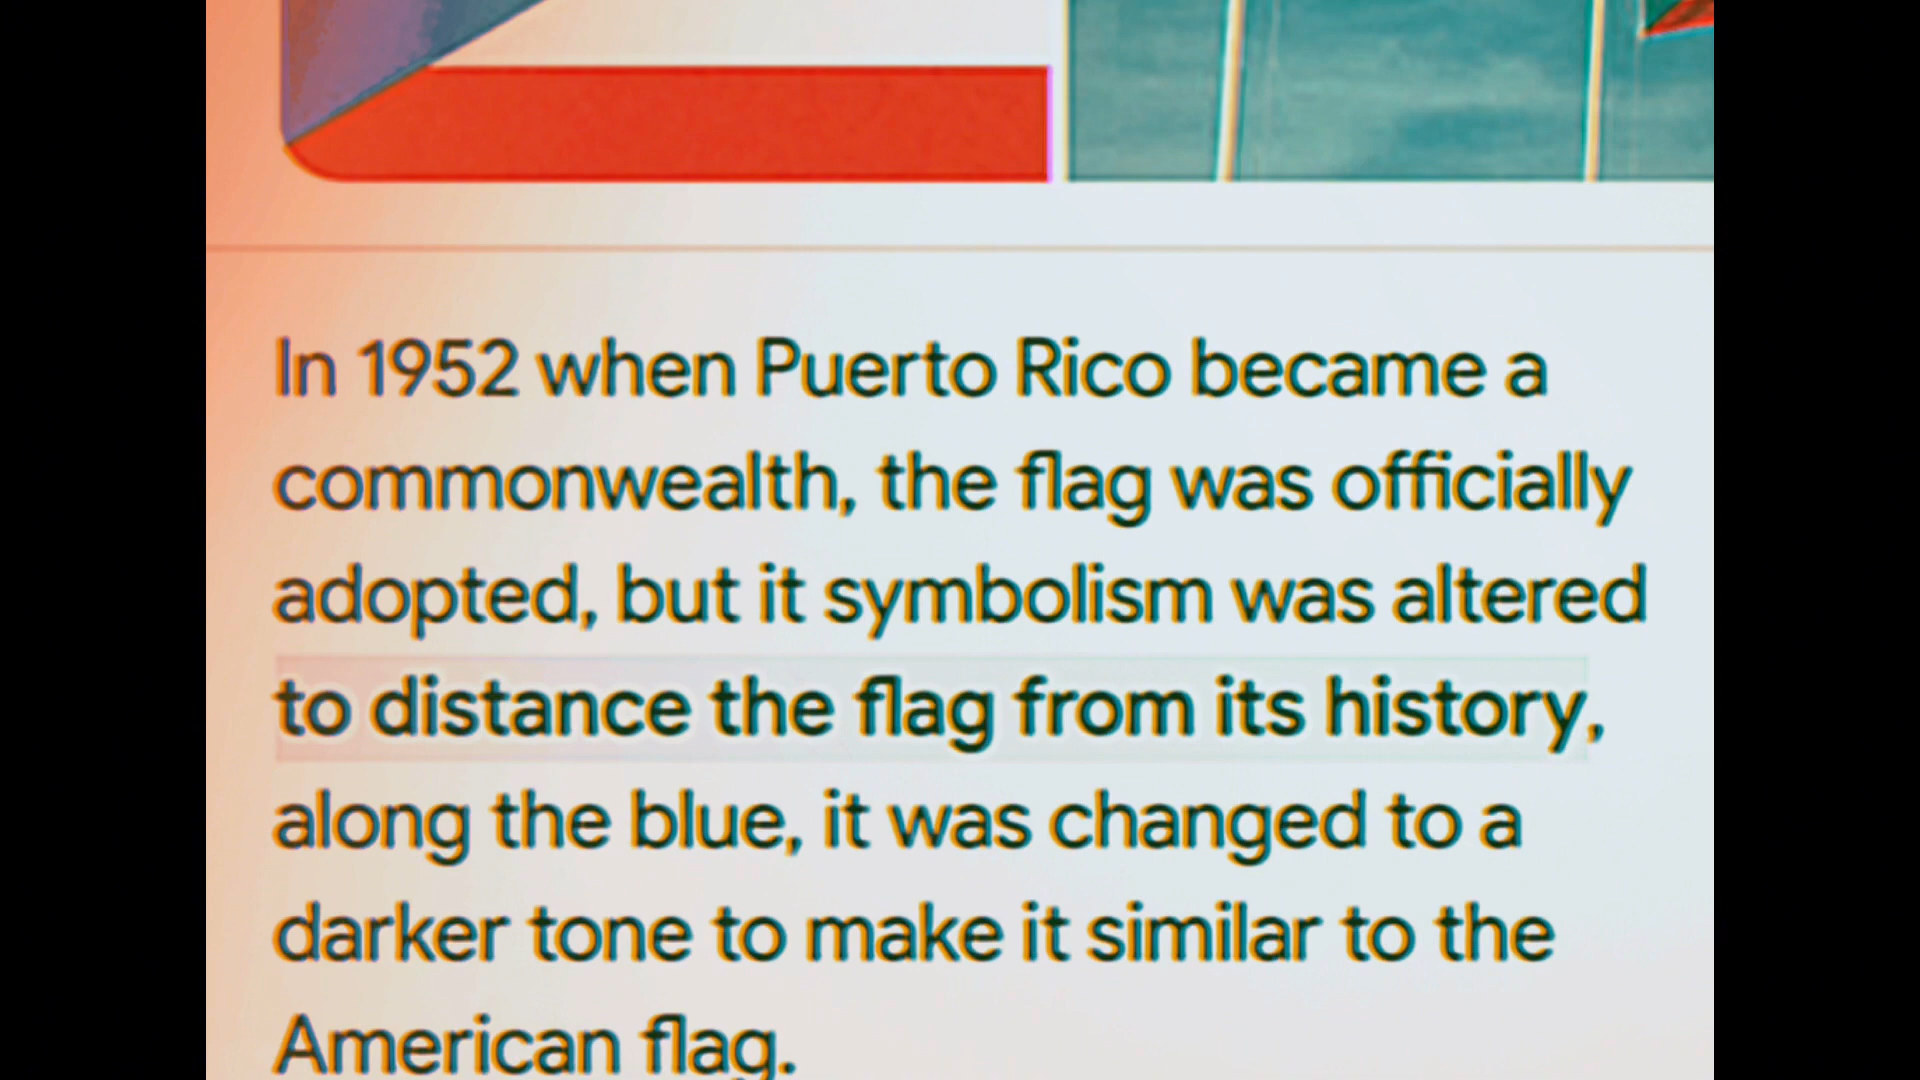 In 1952 when Puerto Rico became a
commonwealth, the flag was officially
adopted, but it symbolism was altered
to distance the flag from its history,
along the blue, it was changed to a
darker tone to make it similar to the
American flag.